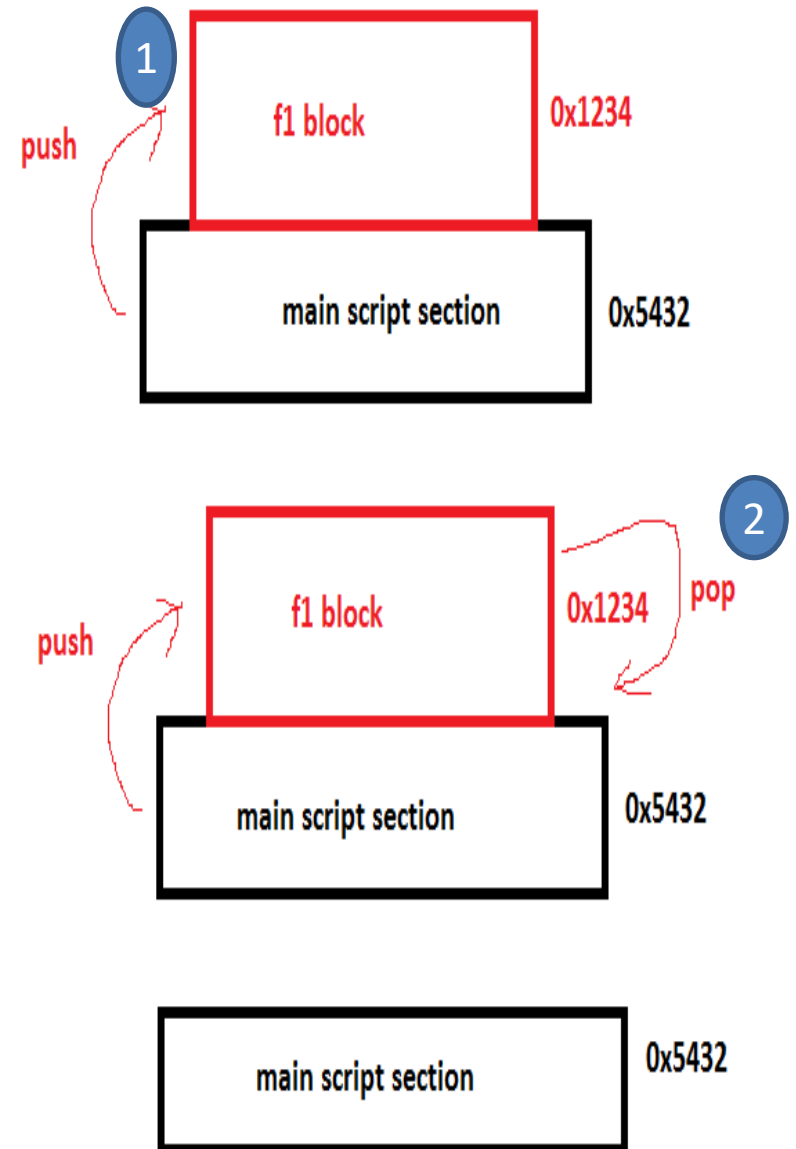 1
push
f1 block
0x1234
main script section
0x5432
2
push
f1 block
0x1234
pop
main script section
0x5432
main script section
0x5432